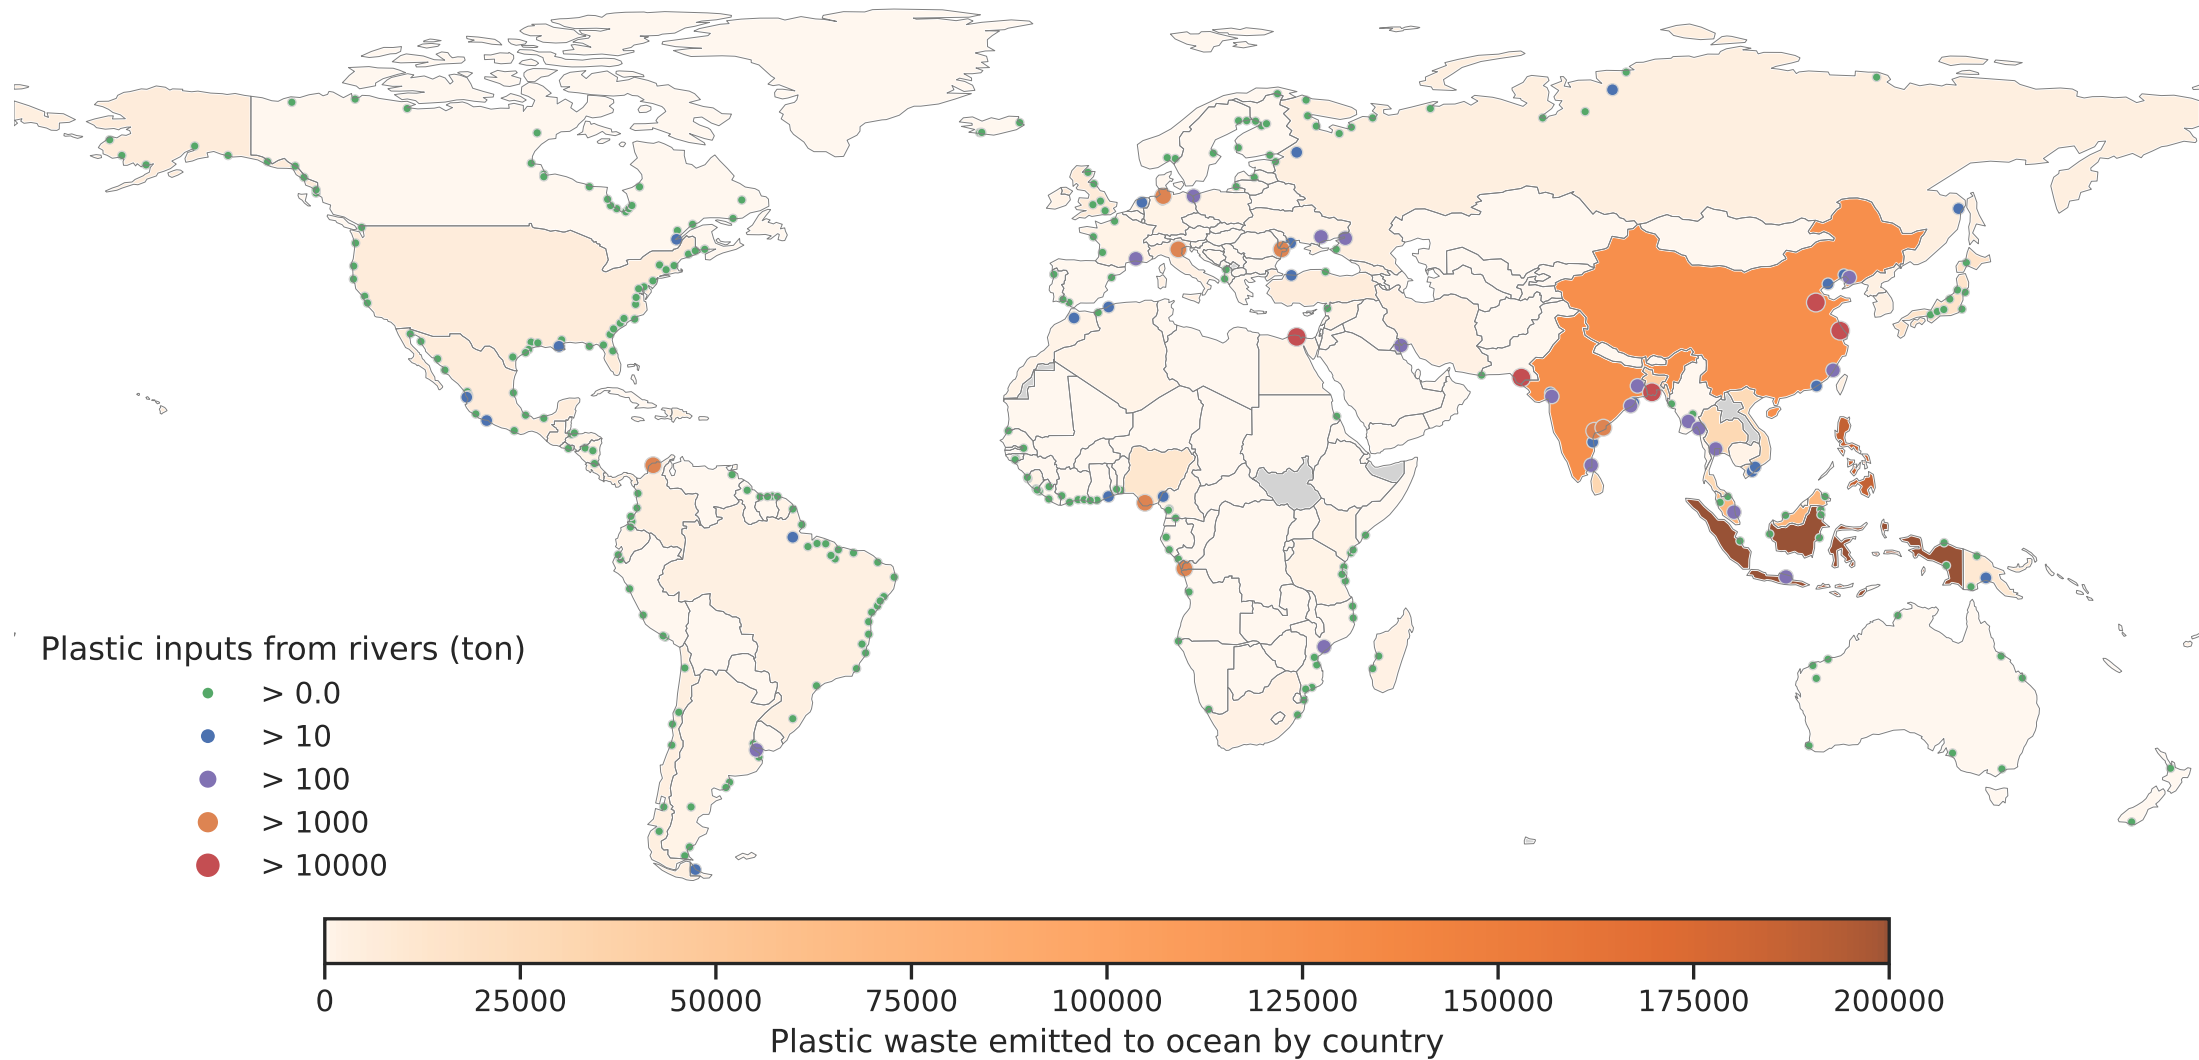 Plastic inputs from rivers (ton)
> 0.0
> 10
> 100
> 1000
> 10000
0 25000 50000 75000 100000 125000 150000 175000 200000
Plastic waste emitted to ocean by country